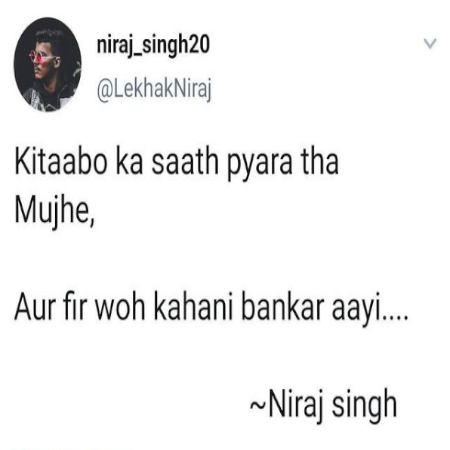 niraj_singh20
@LekhakNiraj
Kitaabo ka saath pyara tha
Mujhe,
Aur fir woh kahani bankar aayi....
~Niraj singh